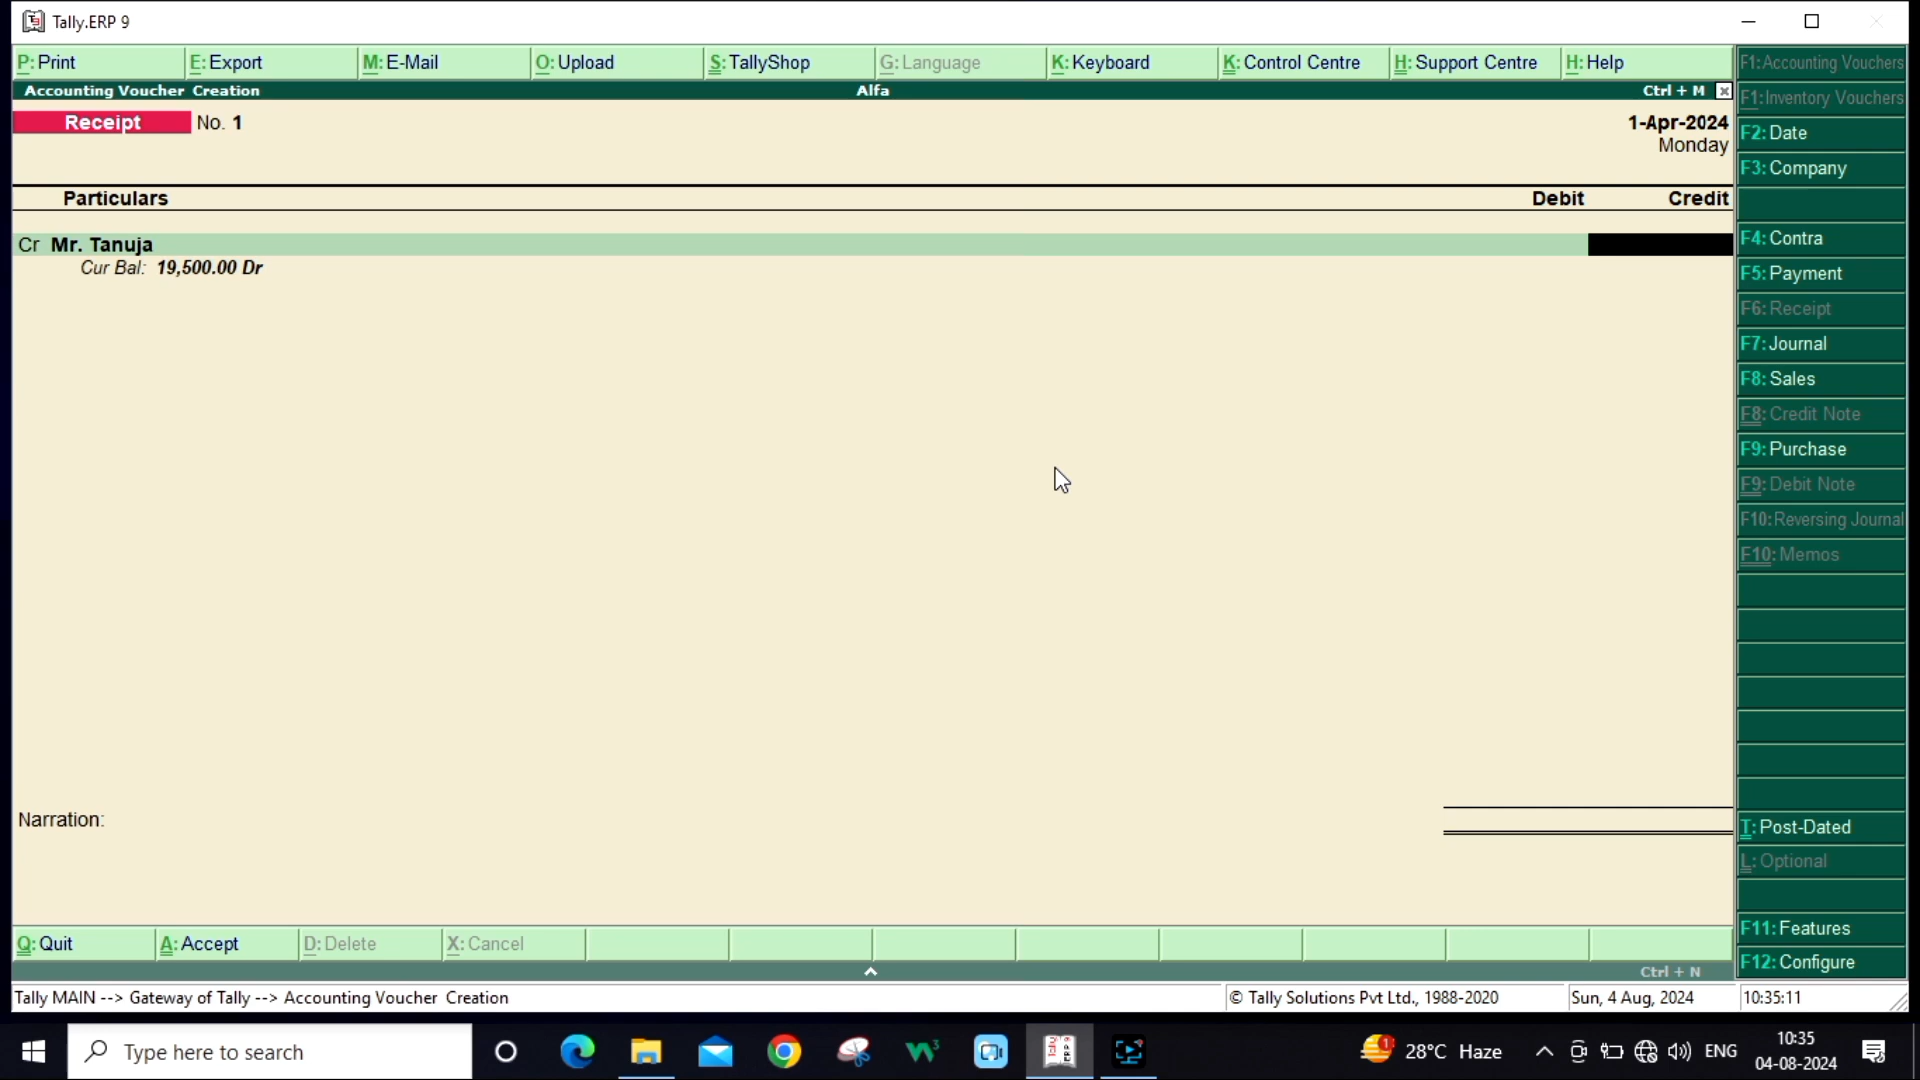 Tally.ERP 9
P: Print E: Export M: E-Mail O: Upload S: TallyShop G: Language K: Keyboard K: Control Centre H: Support Centre H: Help
Accounting Voucher Creation Alfa Ctrl + M
Receipt No. 1 1-Apr-2024
Monday
Particulars Debit Credit
Cr Mr. Tanuja
Cur Bal: 19,500.00 Dr
Narration:
F1: Accounting Vouchers
F1: Inventory Vouchers
F2: Date
F3: Company
F4: Contra
F5: Payment
F6: Receipt
F7: Journal
F8: Sales
F8: Credit Note
F9: Purchase
F9: Debit Note
F10: Reversing Journal
F10: Memos
T: Post-Dated
L: Optional
F11: Features
F12: Configure
Q: Quit A: Accept D: Delete X: Cancel
Ctrl + N
Tally MAIN --> Gateway of Tally --> Accounting Voucher Creation © Tally Solutions Pvt Ltd., 1988-2020 Sun, 4 Aug, 2024 10:35:11
Type here to search 28°C Haze ENG 10:35
04-08-2024